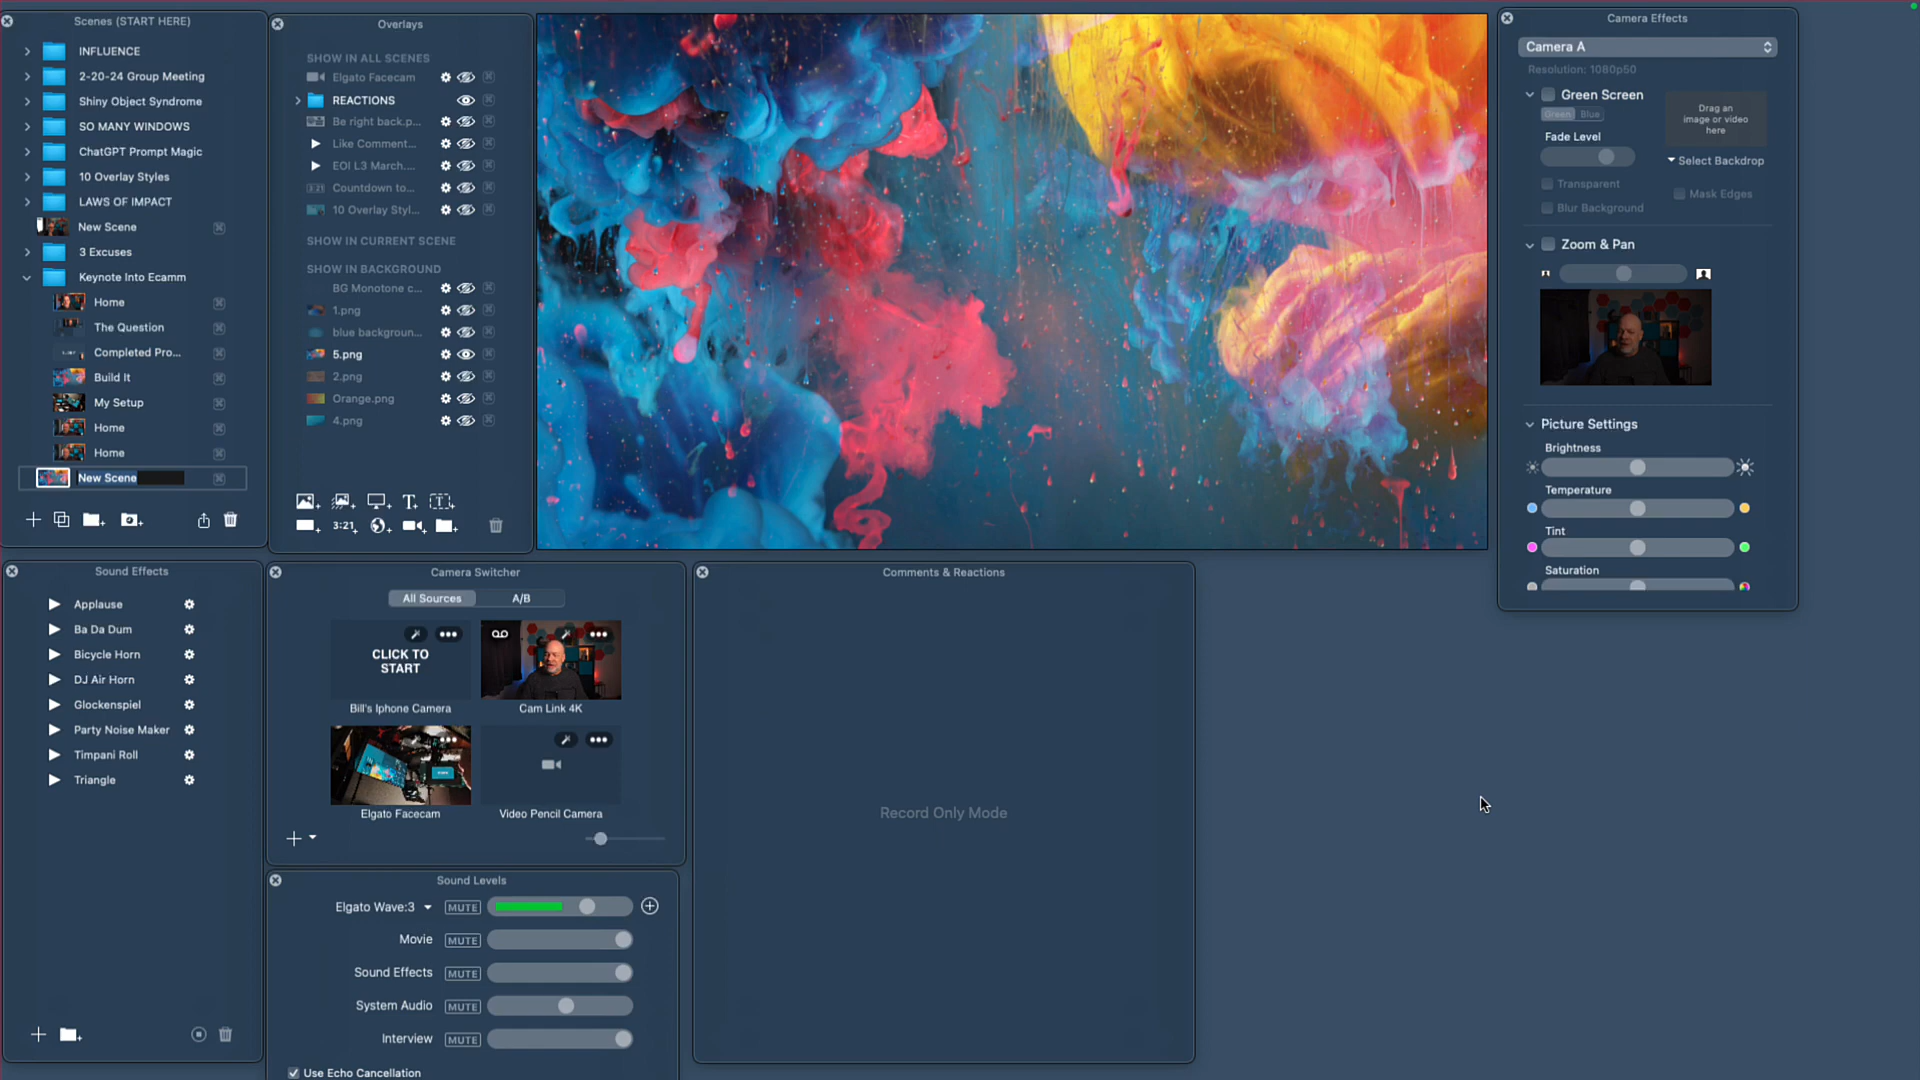 Scenes (START HERE)
INFLUENCE
2-20-24 Group Meeting
Shiny Object Syndrome
SO MANY WINDOWS
ChatGPT Prompt Magic
10 Overlay Styles
LAWS OF IMPACT
New Scene
3 Excuses
Keynote Into Ecamm
Home
The Question
Completed Pro...
Build It
My Setup
Home
Home
New Scene
Overlays
SHOW IN ALL SCENES
Elgato Facecam
REACTIONS
Be right back.p...
Like Comment...
EOI L3 March....
3:21 Countdown to...
10 Overlay Styl...
SHOW IN CURRENT SCENE
SHOW IN BACKGROUND
BG Monotone c...
1.png
blue backgroun...
5.png
2.png
Orange.png
4.png
3:21
Camera Effects
Camera A
Resolution: 1080p50
Green Screen
Green Blue
Fade Level
Drag an
image or video
here
Select Backdrop
Transparent
Mask Edges
Blur Background
Zoom & Pan
Picture Settings
Brightness
Temperature
Tint
Saturation
Sound Effects
Applause
Ba Da Dum
Bicycle Horn
DJ Air Horn
Glockenspiel
Party Noise Maker
Timpani Roll
Triangle
Camera Switcher
All Sources A/B
CLICK TO
START
Bill's Iphone Camera
Cam Link 4K
Elgato Facecam
Video Pencil Camera
Sound Levels
Elgato Wave:3 MUTE
Movie MUTE
Sound Effects MUTE
System Audio MUTE
Interview MUTE
Use Echo Cancellation
Comments & Reactions
Record Only Mode